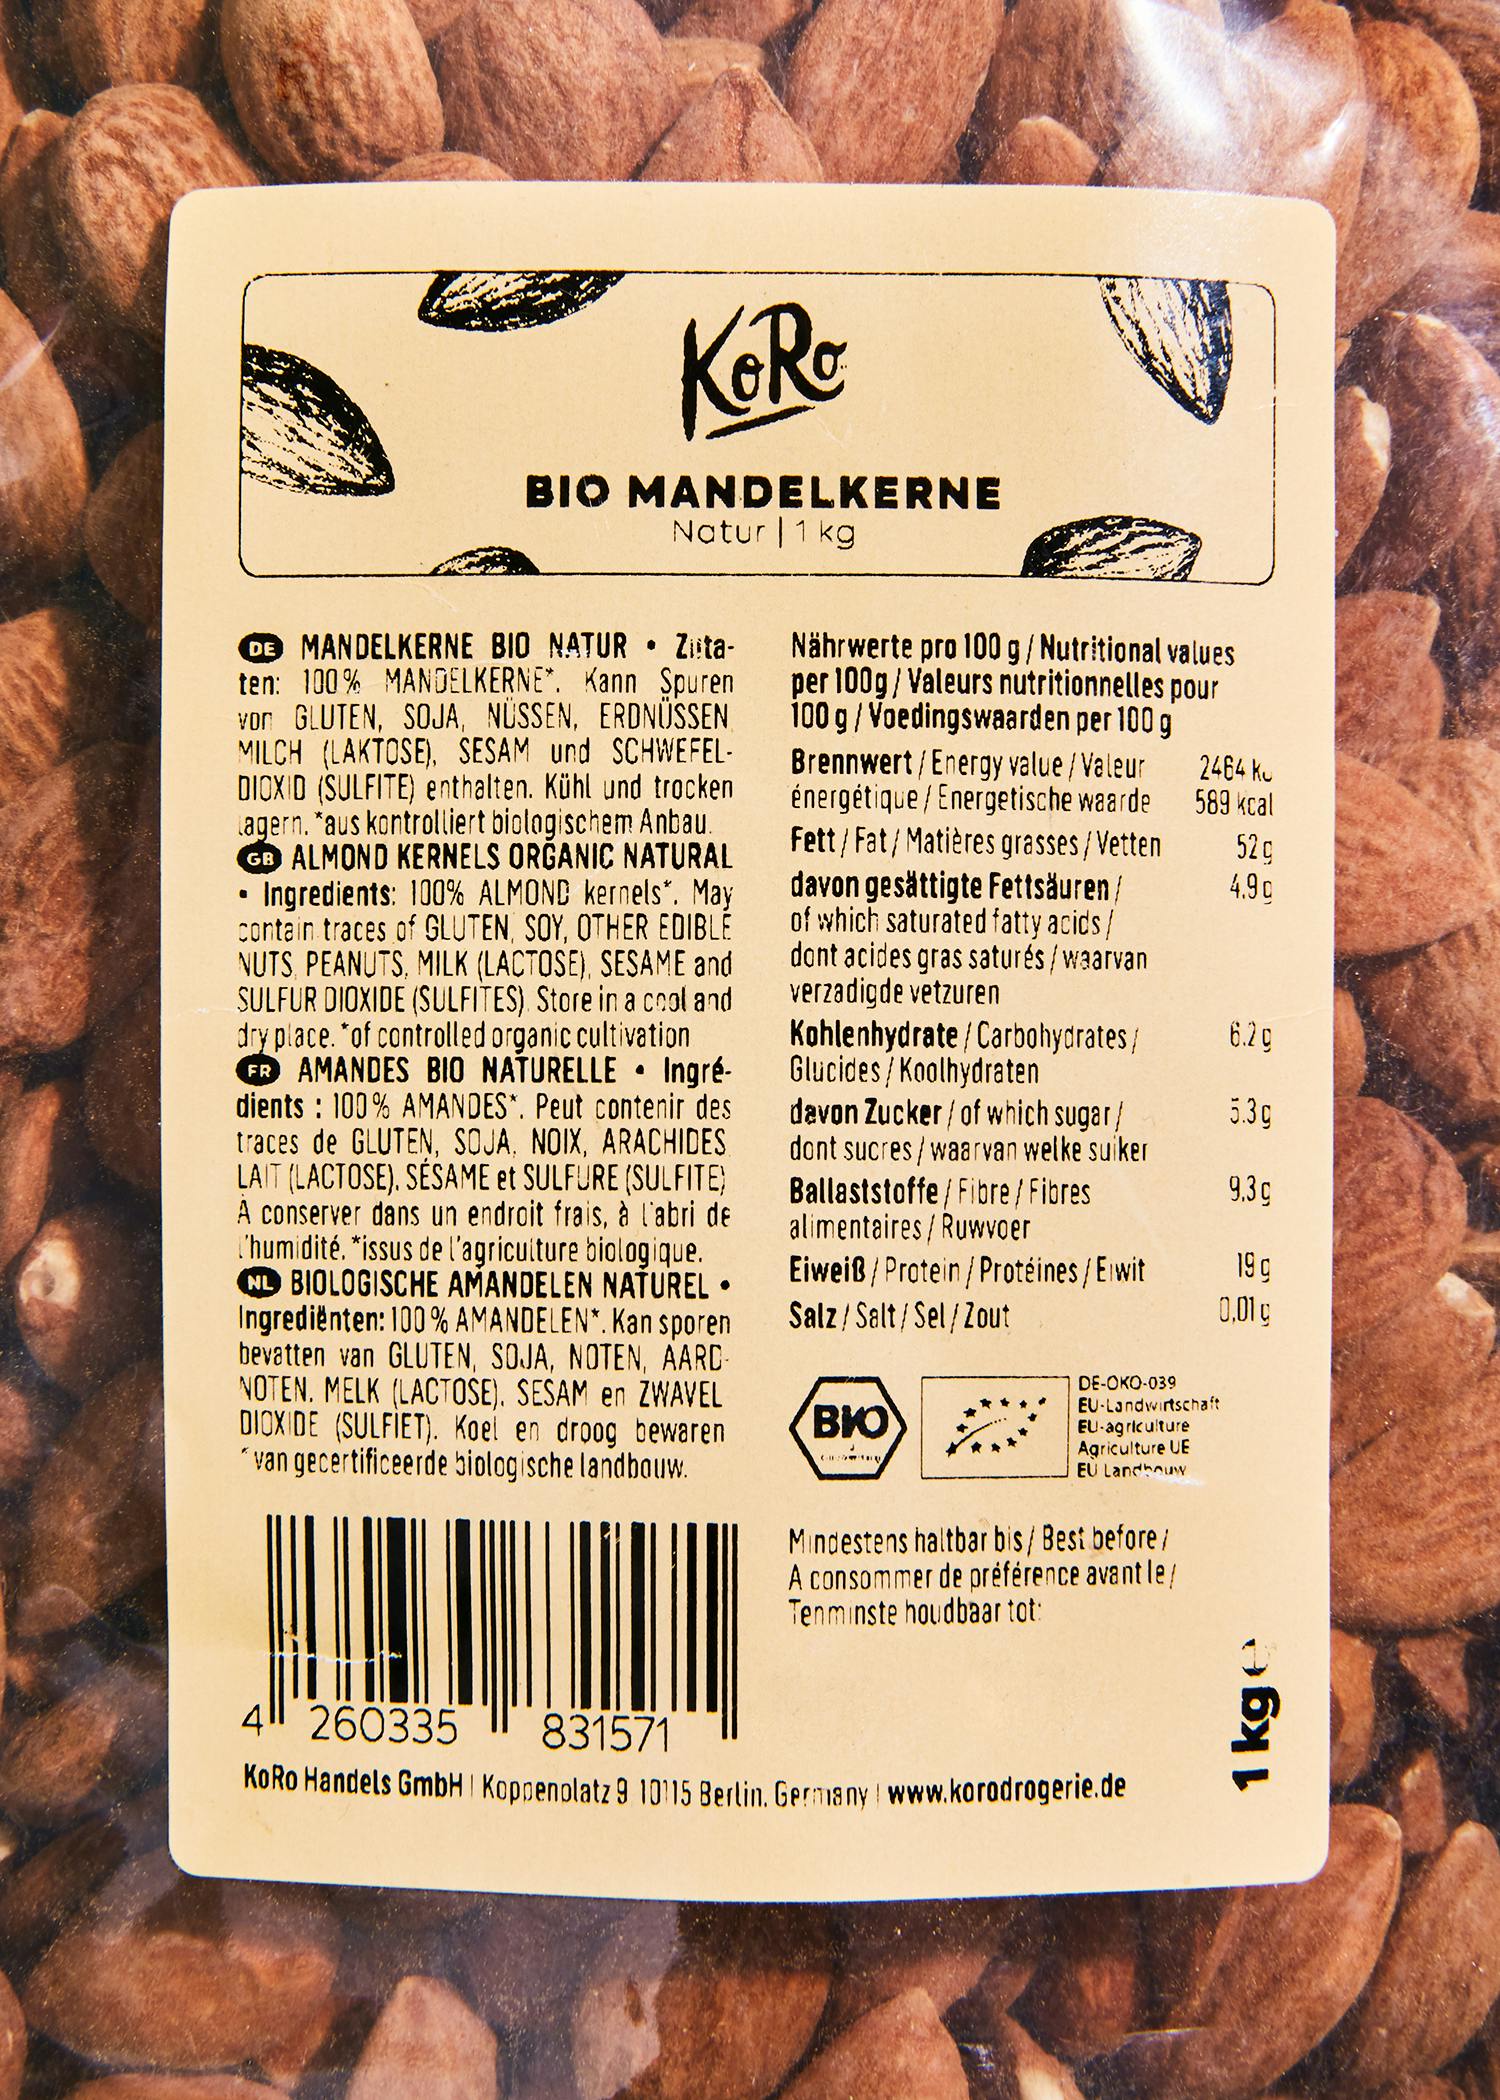 KoRo
BIO MANDELKERNE
Natur | 1 kg
DE MANDELKERNE BIO NATUR • Zuta-
ten: 100 % MANDELKERNE*. Kann Spuren
von GLUTEN, SOJA, NÜSSEN, ERDNÜSSEN
MILCH (LAKTOSE), SESAM und SCHWEFEL-
DIOXID (SULFITE) enthalten. Kühl und trocken
lagern. *aus kontrolliert biologischem Anbau.
GB ALMOND KERNELS ORGANIC NATURAL
• Ingredients: 100% ALMOND kernels*. May
contain traces of GLUTEN, SOY, OTHER EDIBLE
NUTS, PEANUTS, MILK (LACTOSE), SESAME and
SULFUR DIOXIDE (SULFITES). Store in a cool and
dry place. *of controlled organic cultivation
FR AMANDES BIO NATURELLE • Ingré-
dients : 100 % AMANDES*. Peut contenir des
traces de GLUTEN, SOJA, NOIX, ARACHIDES
LAIT (LACTOSE), SÉSAME et SULFURE (SULFITE)
À conserver dans un endroit frais, à l'abri de
l'humidité. *issus de l'agriculture biologique.
NL BIOLOGISCHE AMANDELEN NATUREL •
Ingrediënten: 100 % AMANDELEN*. Kan sporen
bevatten van GLUTEN, SOJA, NOTEN, AARD-
NOTEN, MELK (LACTOSE), SESAM en ZWAVEL
DIOXIDE (SULFIET). Koel en droog bewaren
*van gecertificeerde biologische landbouw.
4 260335 831571
Nährwerte pro 100 g / Nutritional values
per 100g / Valeurs nutritionnelles pour
100 g / Voedingswaarden per 100 g
Brennwert / Energy value / Valeur 2464 kJ
énergétique / Energetische waarde 589 kcal
Fett / Fat / Matières grasses / Vetten 52 g
davon gesättigte Fettsäuren / 4.9 g
of which saturated fatty acids /
dont acides gras saturés / waarvan
verzadigde vetzuren
Kohlenhydrate / Carbohydrates / 6.2 g
Glucides / Koolhydraten
davon Zucker / of which sugar / 5.3 g
dont sucres / waarvan welke suiker
Ballaststoffe / Fibre / Fibres 9,3 g
alimentaires / Ruwvoer
Eiweiß / Protein / Protéines / Eiwit 19 g
Salz / Salt / Sel / Zout 0,01 g
BIO
DE-ÖKO-039
EU-Landwirtschaft
EU-agriculture
Agriculture UE
EU Landbouw
Mindestens haltbar bis / Best before /
A consommer de préférence avant le /
Tenminste houdbaar tot:
1 kg e
KoRo Handels GmbH | Koppenplatz 9 10115 Berlin, Germany | www.korodrogerie.de